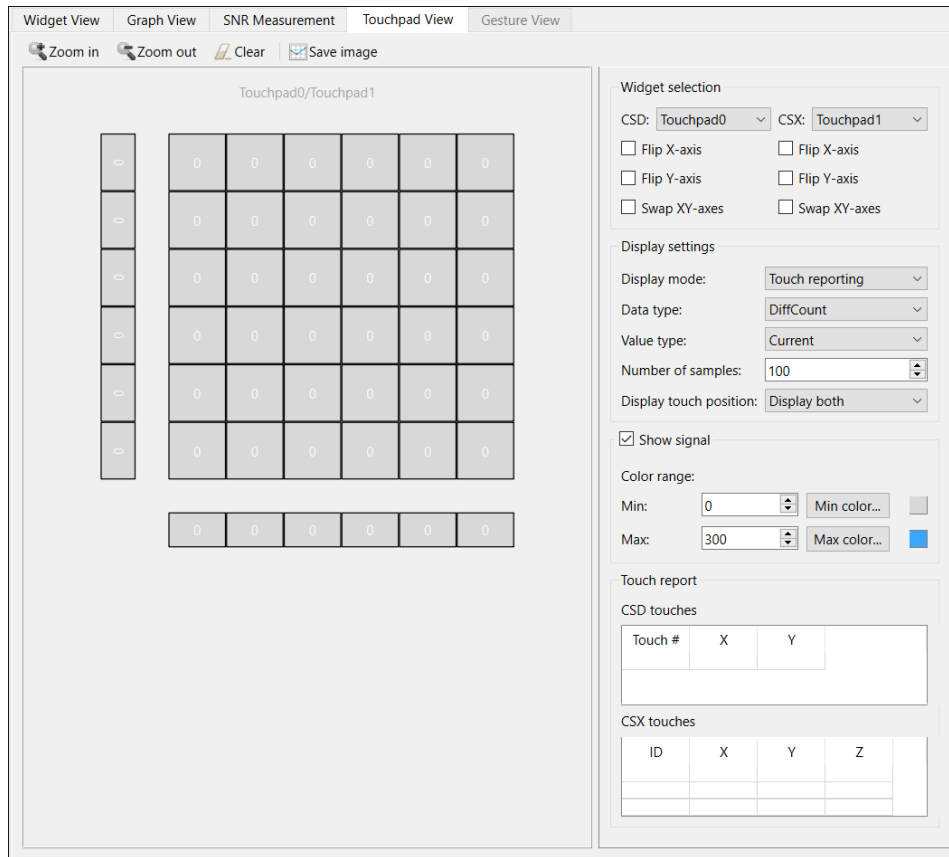 Widget View Graph View SNR Measurement Touchpad View Gesture View
Zoom in Zoom out Clear Save image
Touchpad0/Touchpad1
0 0 0 0 0 0 0
0 0 0 0 0 0 0
0 0 0 0 0 0 0
0 0 0 0 0 0 0
0 0 0 0 0 0 0
0 0 0 0 0 0 0
0 0 0 0 0 0
Widget selection
CSD: Touchpad0 CSX: Touchpad1
Flip X-axis Flip X-axis
Flip Y-axis Flip Y-axis
Swap XY-axes Swap XY-axes
Display settings
Display mode: Touch reporting
Data type: DiffCount
Value type: Current
Number of samples: 100
Display touch position: Display both
Show signal
Color range:
Min: 0 Min color...
Max: 300 Max color...
Touch report
CSD touches
Touch # X Y
CSX touches
ID X Y Z